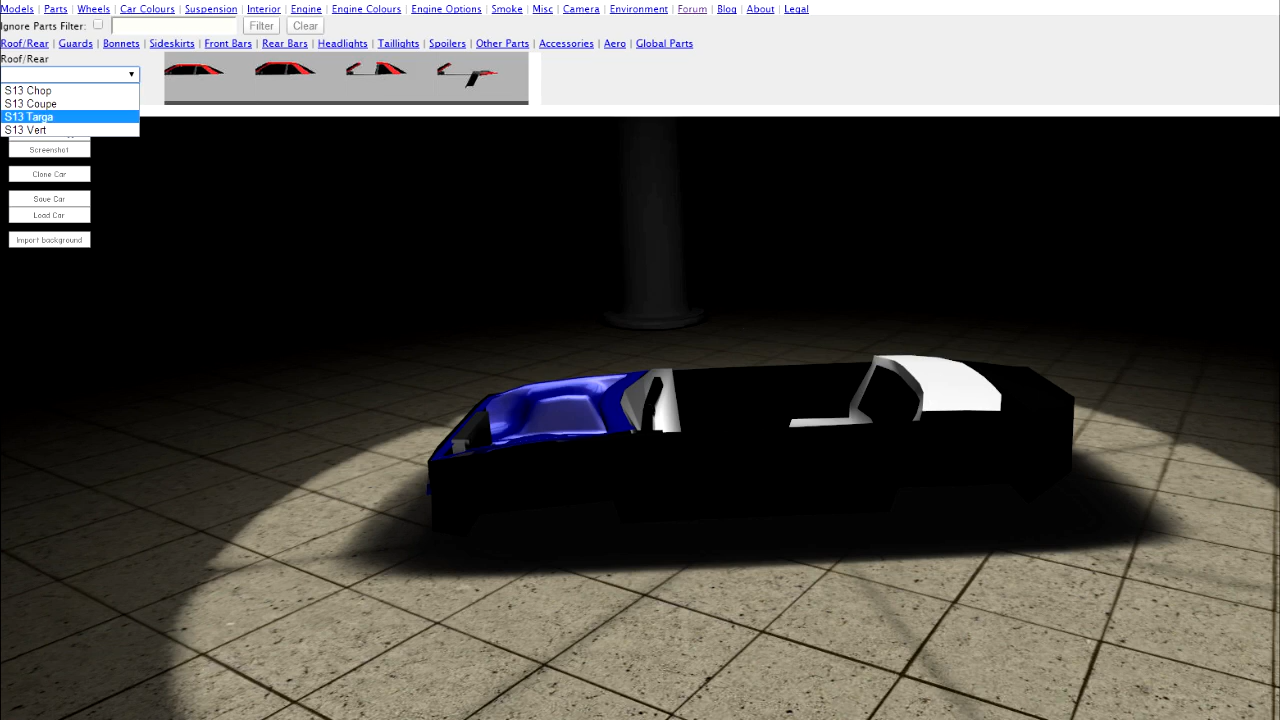 Models | Parts | Wheels | Car Colours | Suspension | Interior | Engine | Engine Colours | Engine Options | Smoke | Misc | Camera | Environment | Forum | Blog | About | Legal
Ignore Parts Filter: Filter Clear
Roof/Rear | Guards | Bonnets | Sideskirts | Front Bars | Rear Bars | Headlights | Taillights | Spoilers | Other Parts | Accessories | Aero | Global Parts
Roof/Rear
S13 Chop
S13 Coupe
S13 Targa
S13 Vert
Screenshot
Clone Car
Save Car
Load Car
Import background